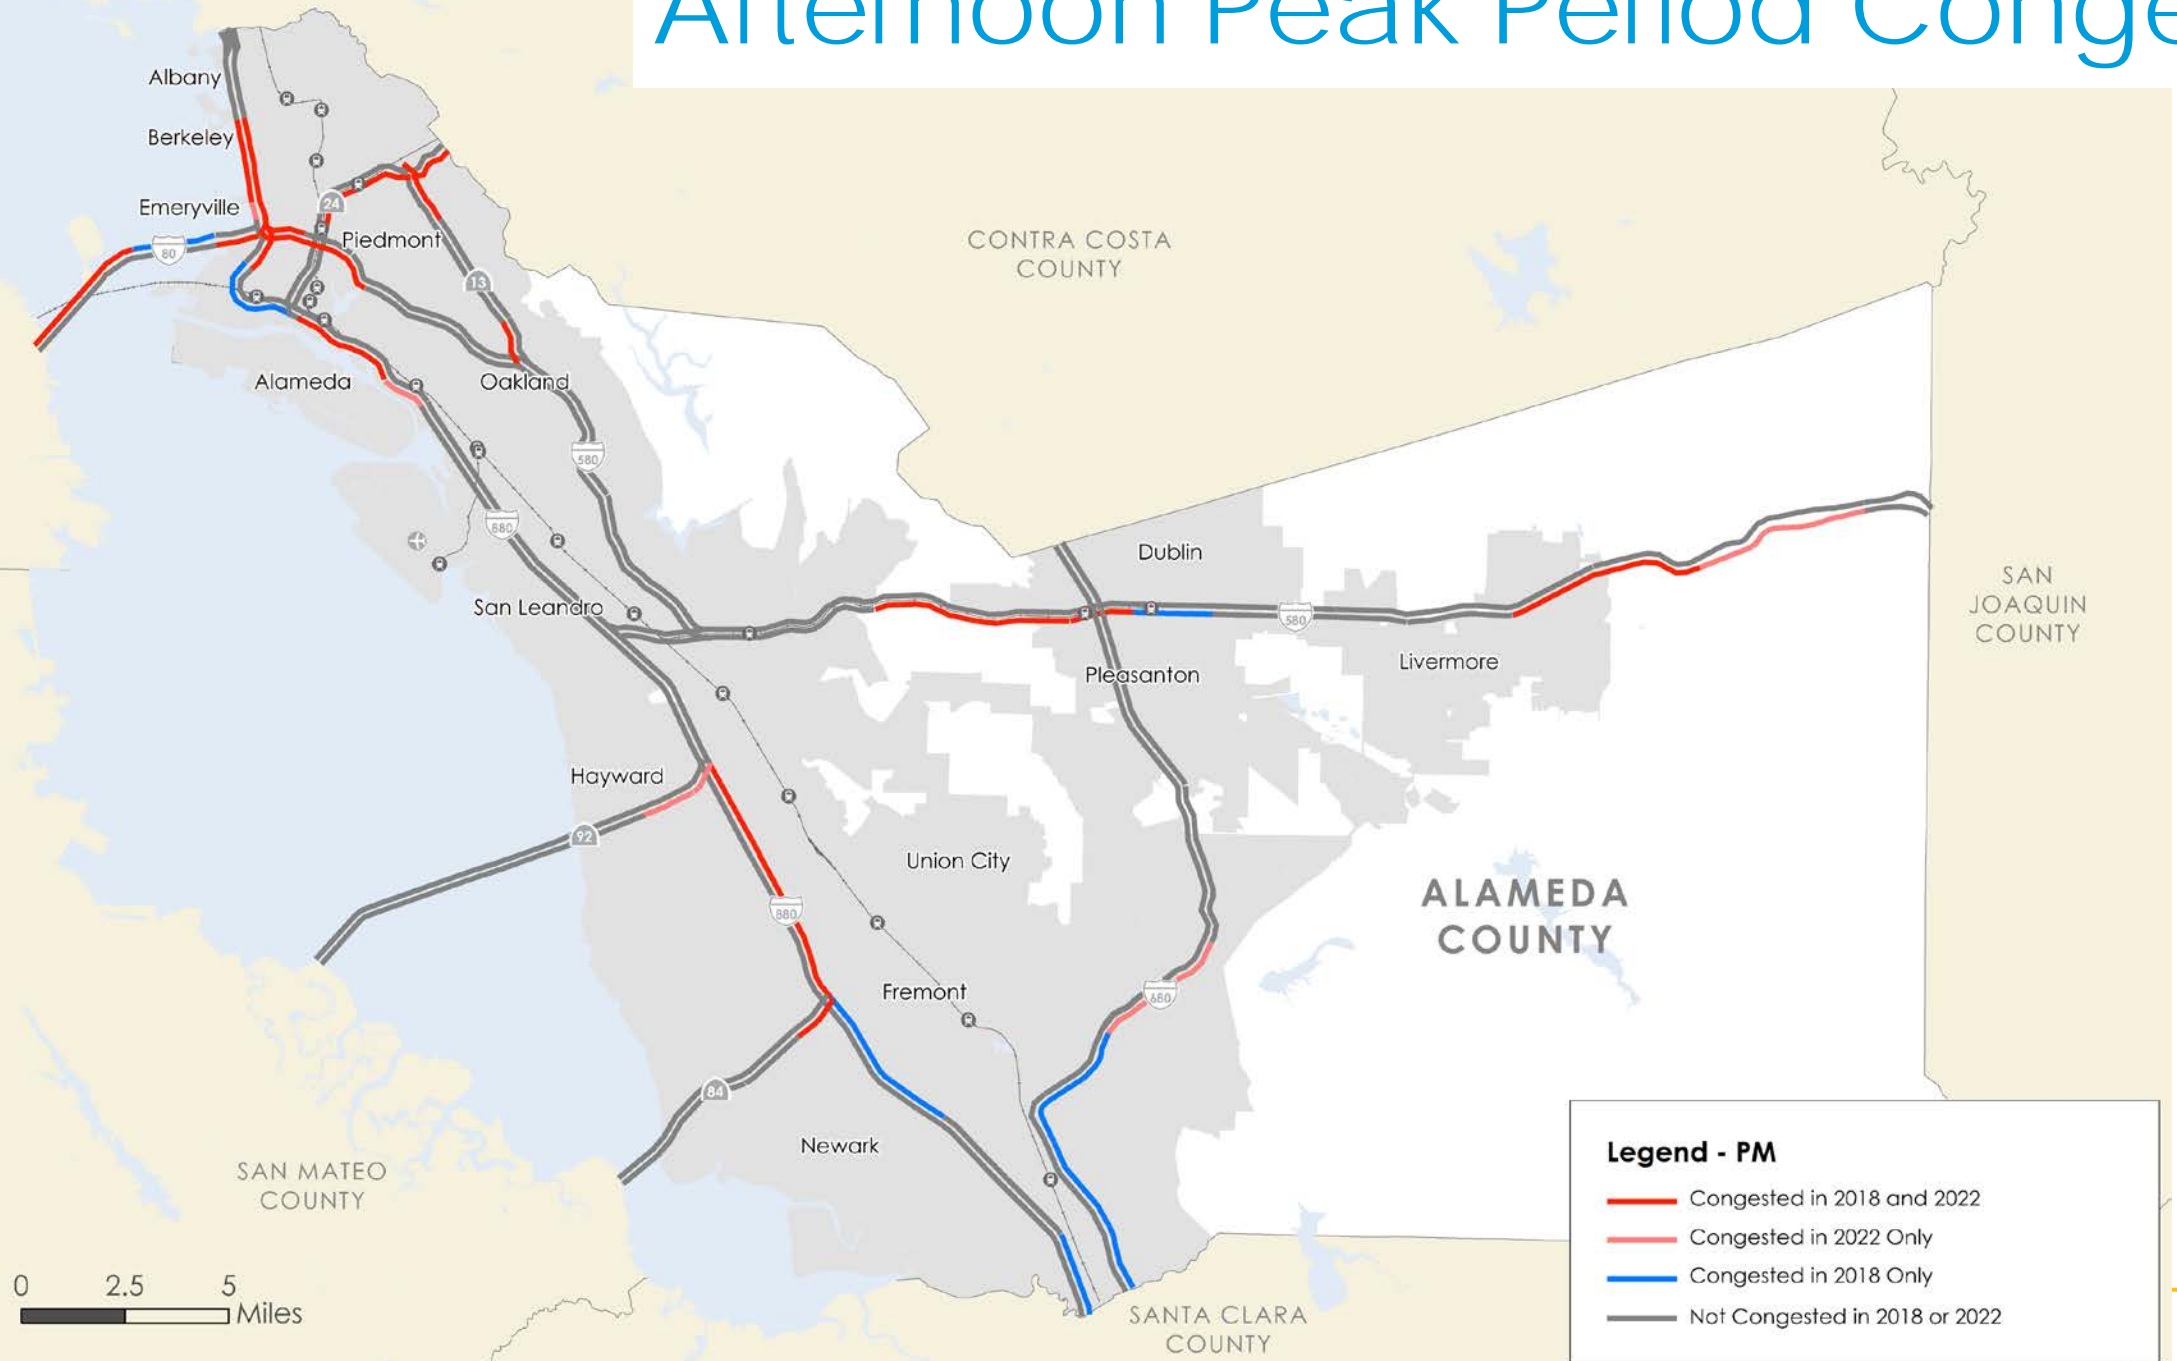 Afternoon Peak Period Conge
Albany
Berkeley
Emeryville
24
80
Piedmont
13
CONTRA COSTA
COUNTY
Alameda
Oakland
580
880
Dublin
SAN
JOAQUIN
COUNTY
San Leandro
580
Pleasanton
Livermore
Hayward
92
Union City
880
ALAMEDA
COUNTY
Fremont
680
84
Newark
SAN MATEO
COUNTY
0 2.5 5
Miles
SANTA CLARA
COUNTY
Legend - PM
Congested in 2018 and 2022
Congested in 2022 Only
Congested in 2018 Only
Not Congested in 2018 or 2022